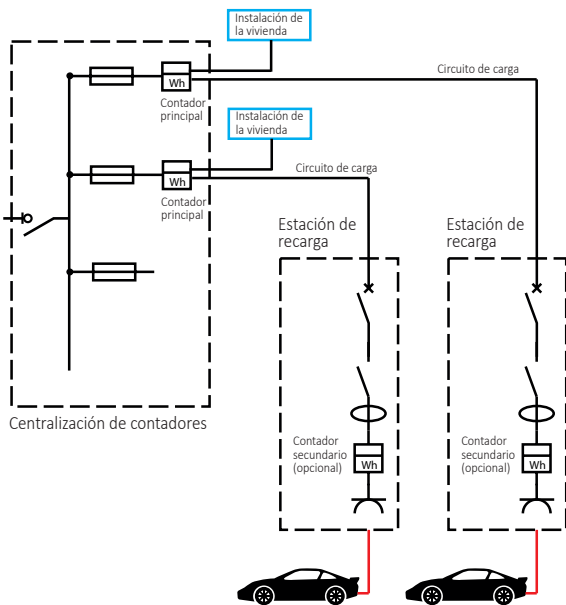 Instalación de
la vivienda
Circuito de carga
Wh
Contador
principal
Instalación de
la vivienda
Circuito de carga
Wh
Contador
principal
Estación de
recarga
Estación de
recarga
Centralización de contadores
Contador
secundario
(opcional)
Wh
Contador
secundario
(opcional)
Wh